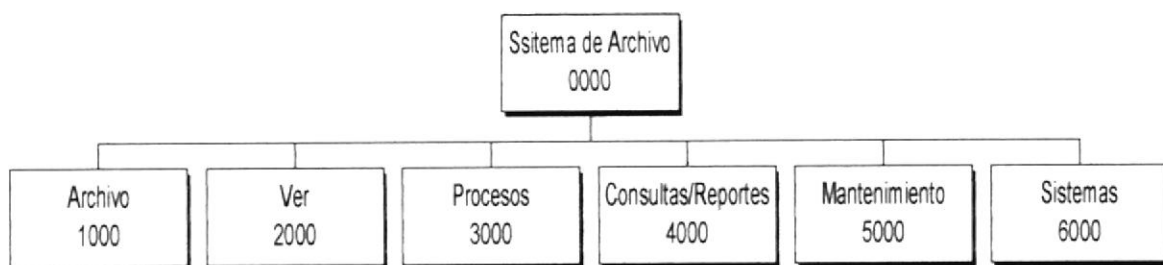 Ssitema de Archivo
0000
Archivo
1000
Ver
2000
Procesos
3000
Consultas/Reportes
4000
Mantenimiento
5000
Sistemas
6000